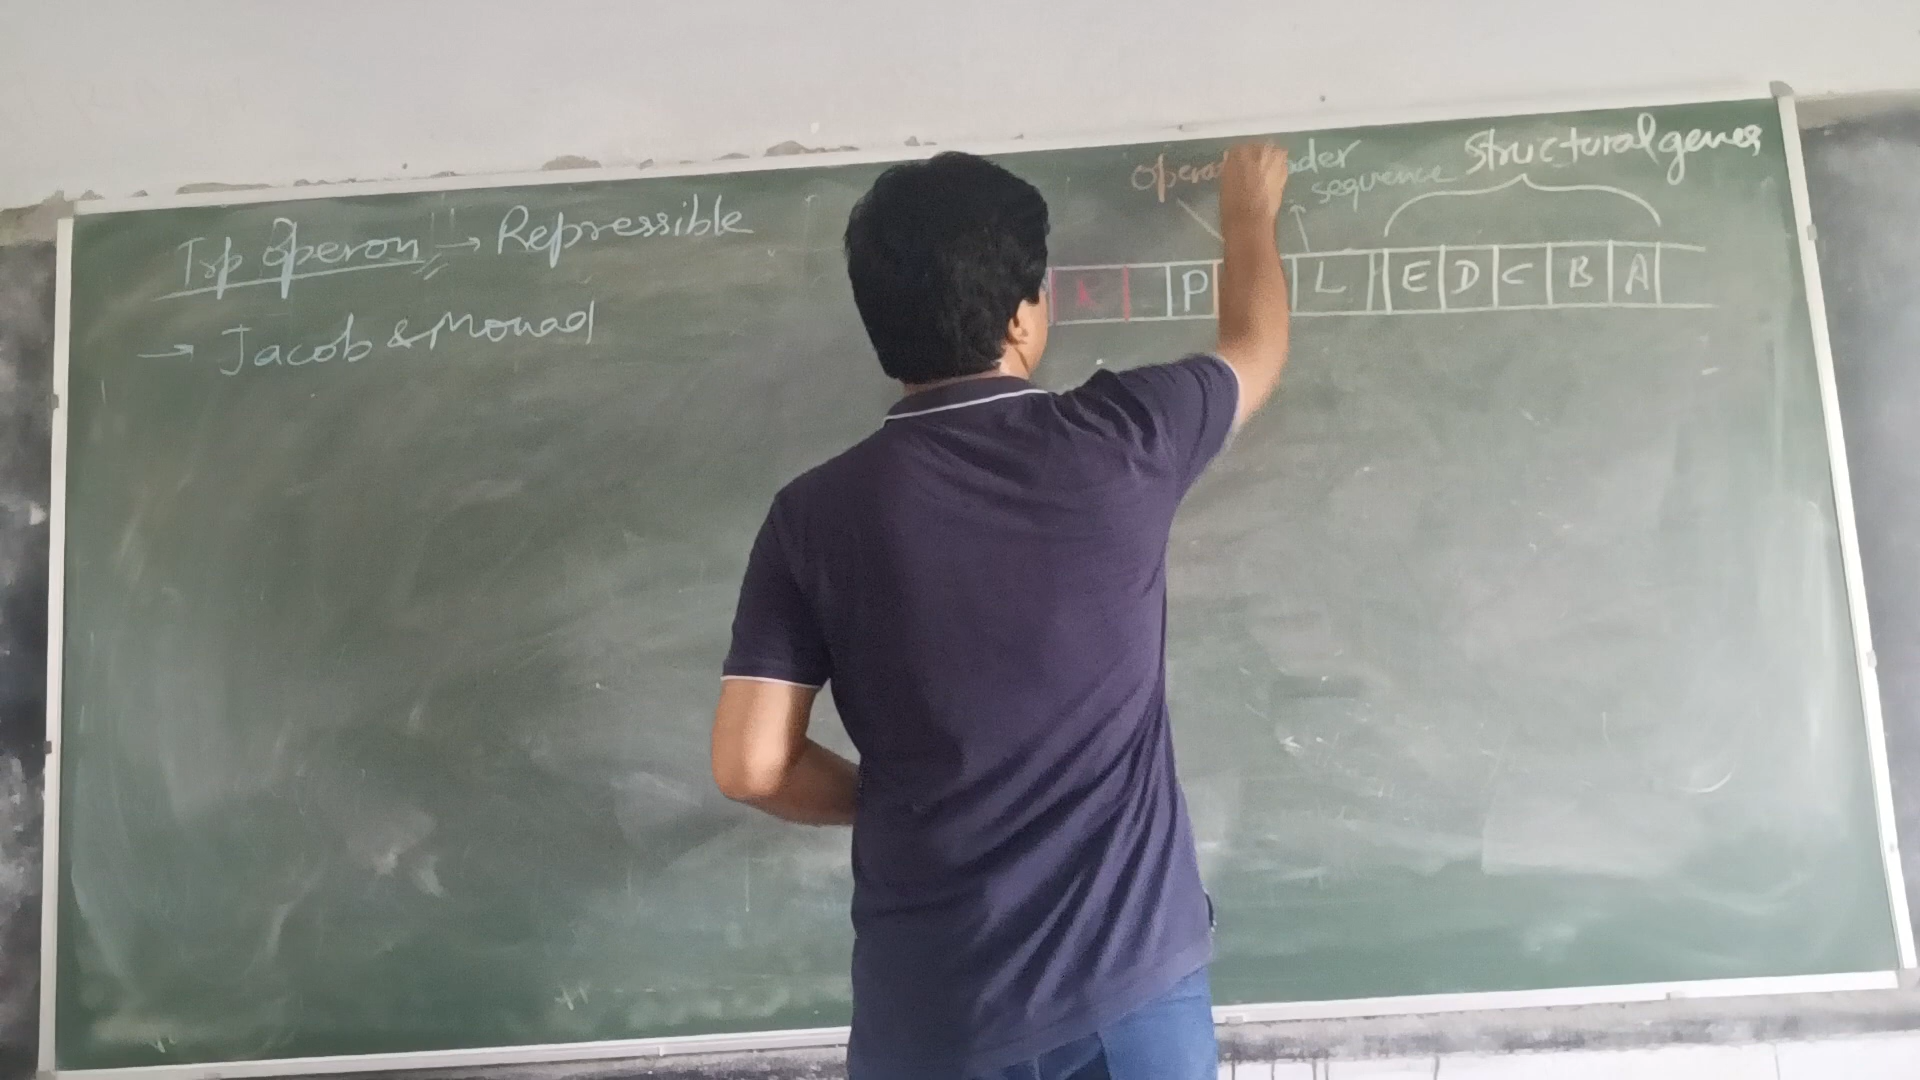 Trp operon → Repressible
→ Jacob & Monad
Structural genes
sequence
R P L E D C B A